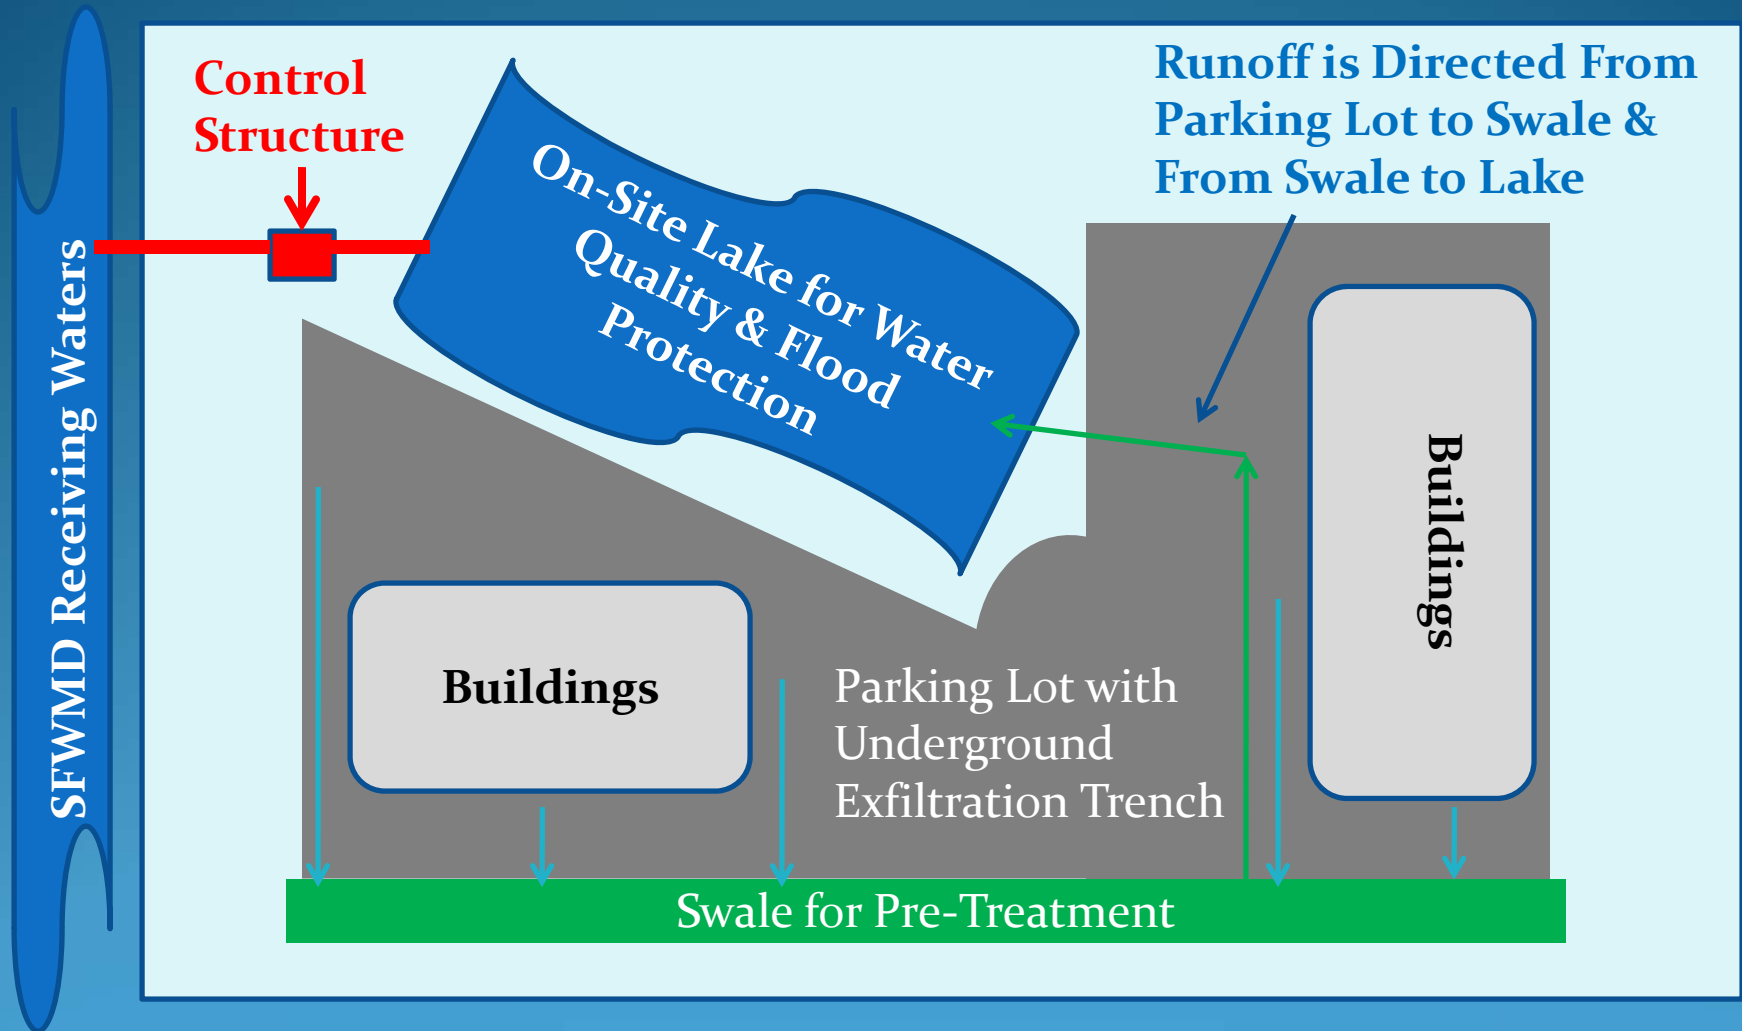 Control
Structure
Runoff is Directed From
Parking Lot to Swale &
From Swale to Lake
On-Site Lake for Water
Quality & Flood
Protection
SFWMD Receiving Waters
Buildings
Buildings
Parking Lot with
Underground
Exfiltration Trench
Swale for Pre-Treatment